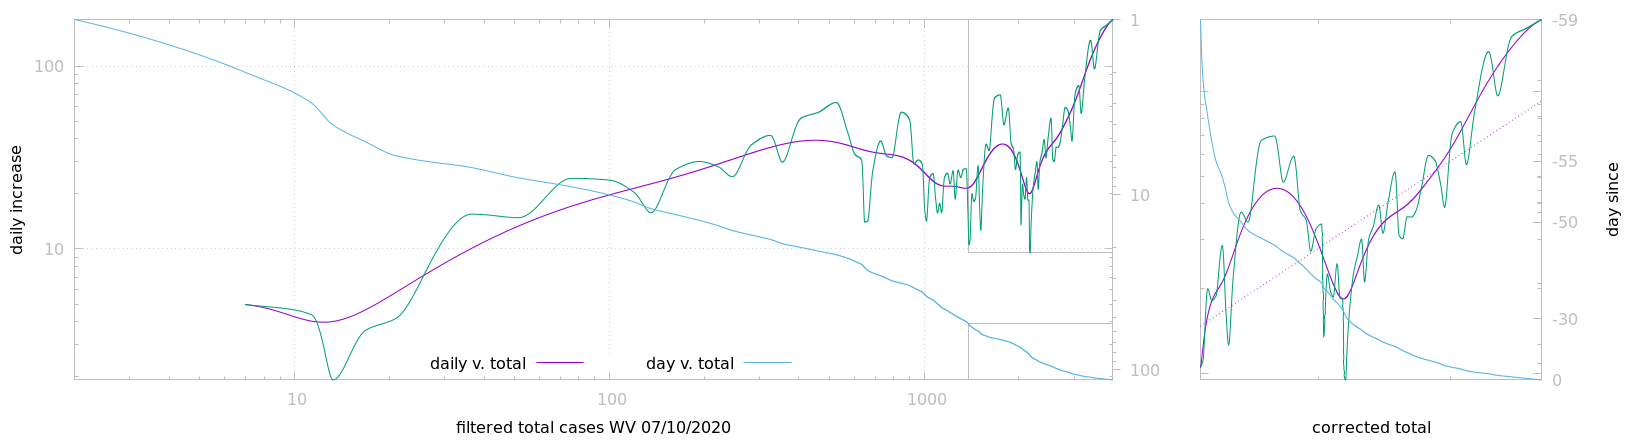 1
-59
100
daily increase
10
-55
-50
day since
10
-30
daily v. total
day v. total
100
0
10
100
1000
filtered total cases WV 07/10/2020
corrected total